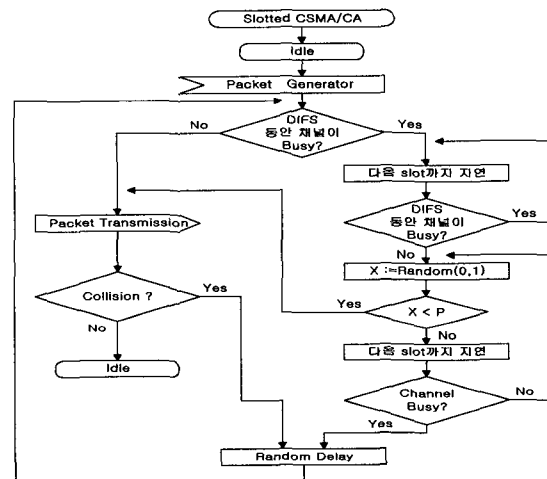 Slotted CSMA/CA
Idle
Packet Generator
DIFS
동안 채널이
Busy?
No
Yes
다음 slot까지 지연
Packet Transmission
DIFS
동안 채널이
Busy?
Yes
No
X :=Random(0,1)
Collision ?
Yes
No
X < P
Yes
No
Idle
다음 slot까지 지연
Channel
Busy?
No
Yes
Random Delay